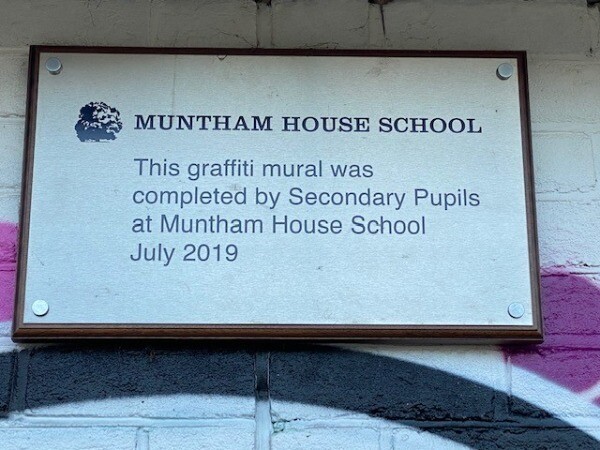 MUNTHAM HOUSE SCHOOL
This graffiti mural was
completed by Secondary Pupils
at Muntham House School
July 2019